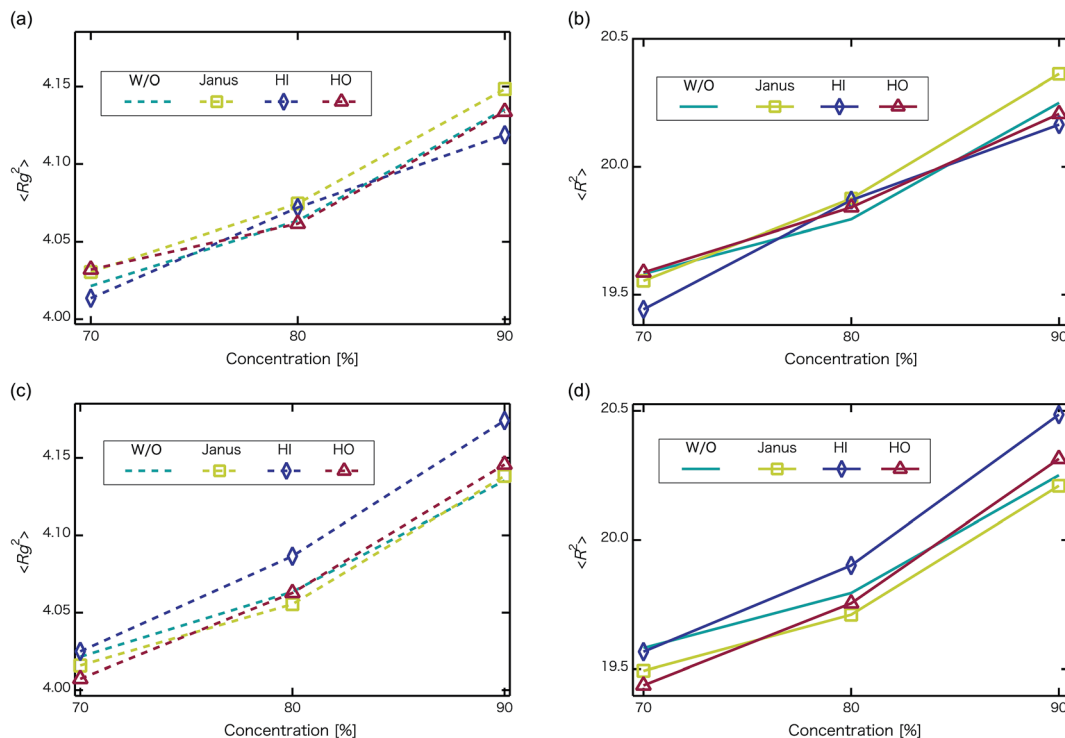 (a)
<Rg²>
4.15
4.10
4.05
4.00
W/O Janus HI HO
70 80 90
Concentration [%]
(b)
<R²>
20.5
20.0
19.5
W/O Janus HI HO
70 80 90
Concentration [%]
(c)
<Rg²>
4.15
4.10
4.05
4.00
W/O Janus HI HO
70 80 90
Concentration [%]
(d)
<R²>
20.5
20.0
19.5
W/O Janus HI HO
70 80 90
Concentration [%]